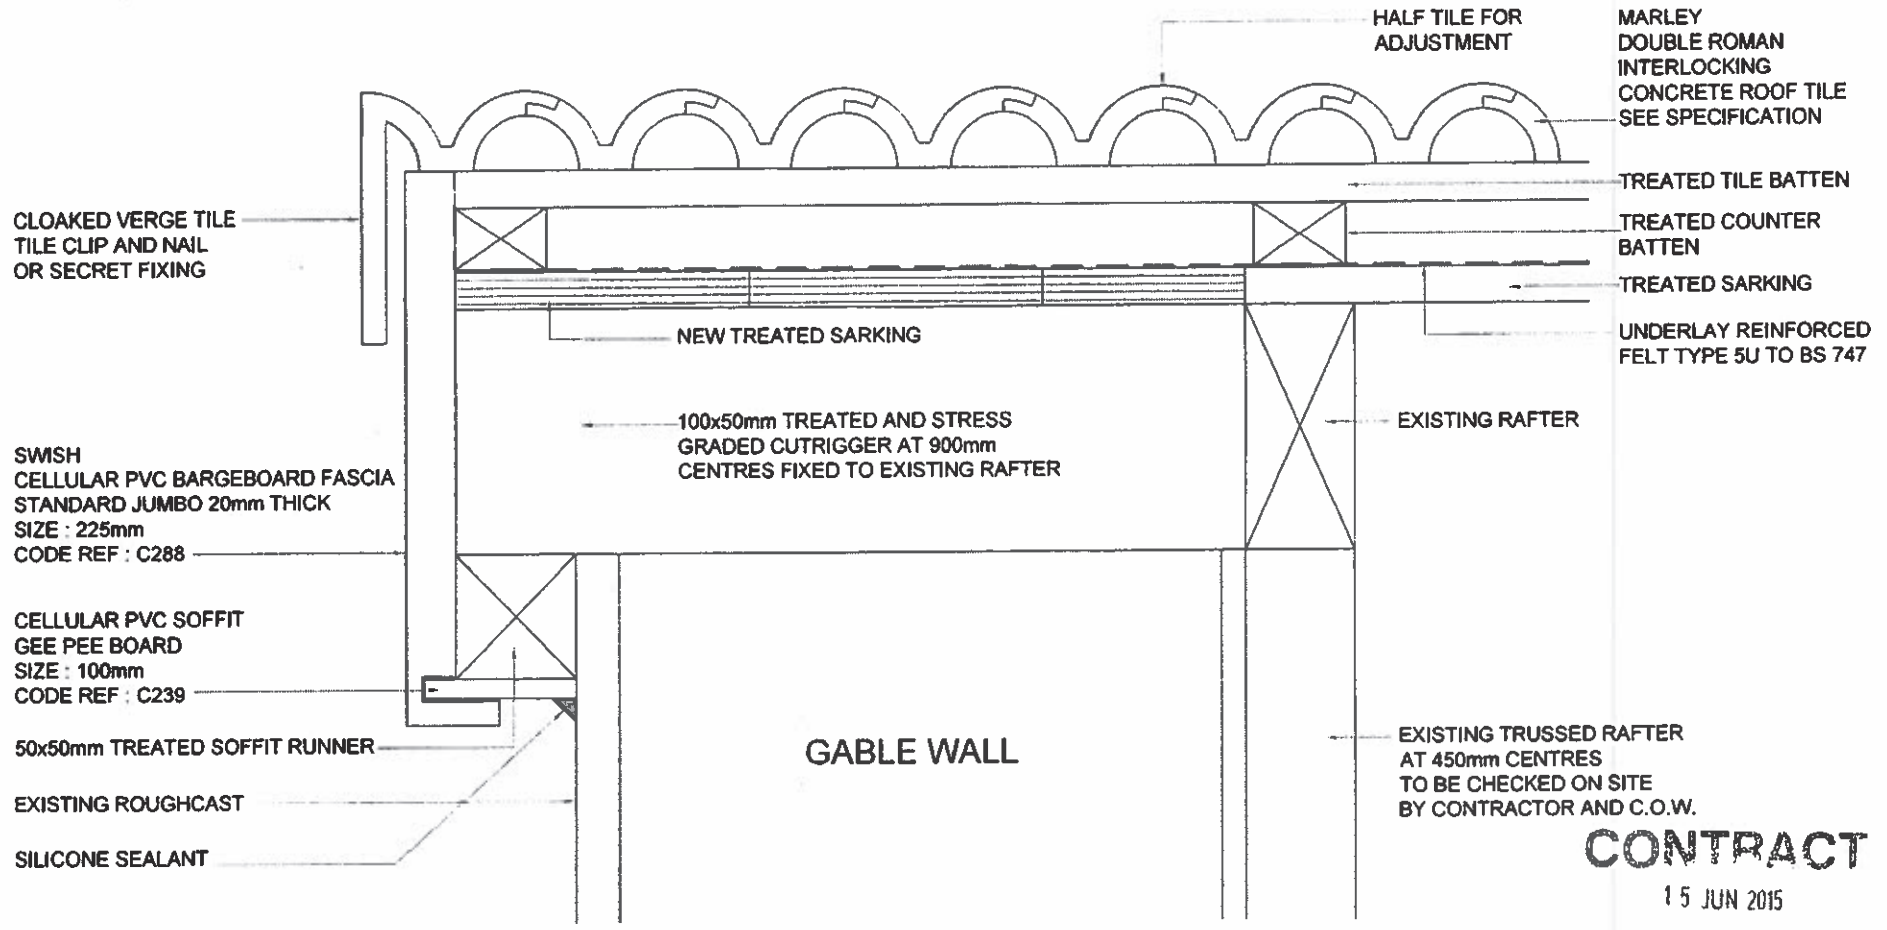 HALF TILE FOR
ADJUSTMENT
MARLEY
DOUBLE ROMAN
INTERLOCKING
CONCRETE ROOF TILE
SEE SPECIFICATION
TREATED TILE BATTEN
TREATED COUNTER
BATTEN
TREATED SARKING
UNDERLAY REINFORCED
FELT TYPE 5U TO BS 747
CLOAKED VERGE TILE
TILE CLIP AND NAIL
OR SECRET FIXING
NEW TREATED SARKING
100x50mm TREATED AND STRESS
GRADED CUTRIGGER AT 900mm
CENTRES FIXED TO EXISTING RAFTER
EXISTING RAFTER
SWISH
CELLULAR PVC BARGEBOARD FASCIA
STANDARD JUMBO 20mm THICK
SIZE : 225mm
CODE REF : C288
CELLULAR PVC SOFFIT
GEE PEE BOARD
SIZE : 100mm
CODE REF : C239
50x50mm TREATED SOFFIT RUNNER
EXISTING ROUGHCAST
SILICONE SEALANT
GABLE WALL
EXISTING TRUSSED RAFTER
AT 450mm CENTRES
TO BE CHECKED ON SITE
BY CONTRACTOR AND C.O.W.
CONTRACT
15 JUN 2015